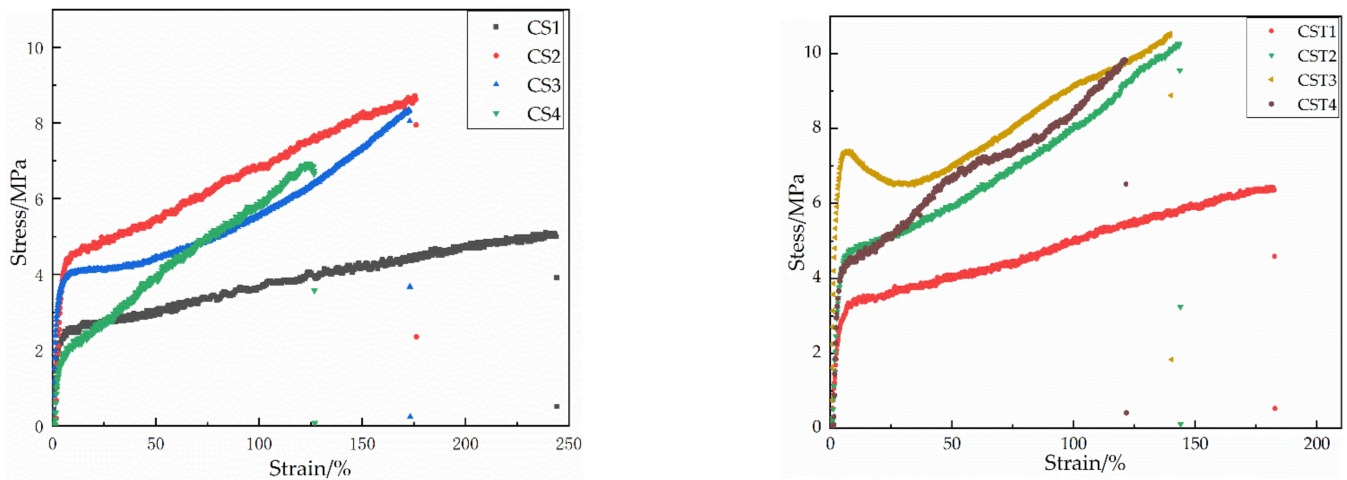 CS1
CS2
CS3
CS4
10
8
6
4
2
0
Stress/MPa
0 50 100 150 200 250
Strain/%
CST1
CST2
CST3
CST4
10
8
6
4
2
0
Stess/MPa
0 50 100 150 200
Strain/%